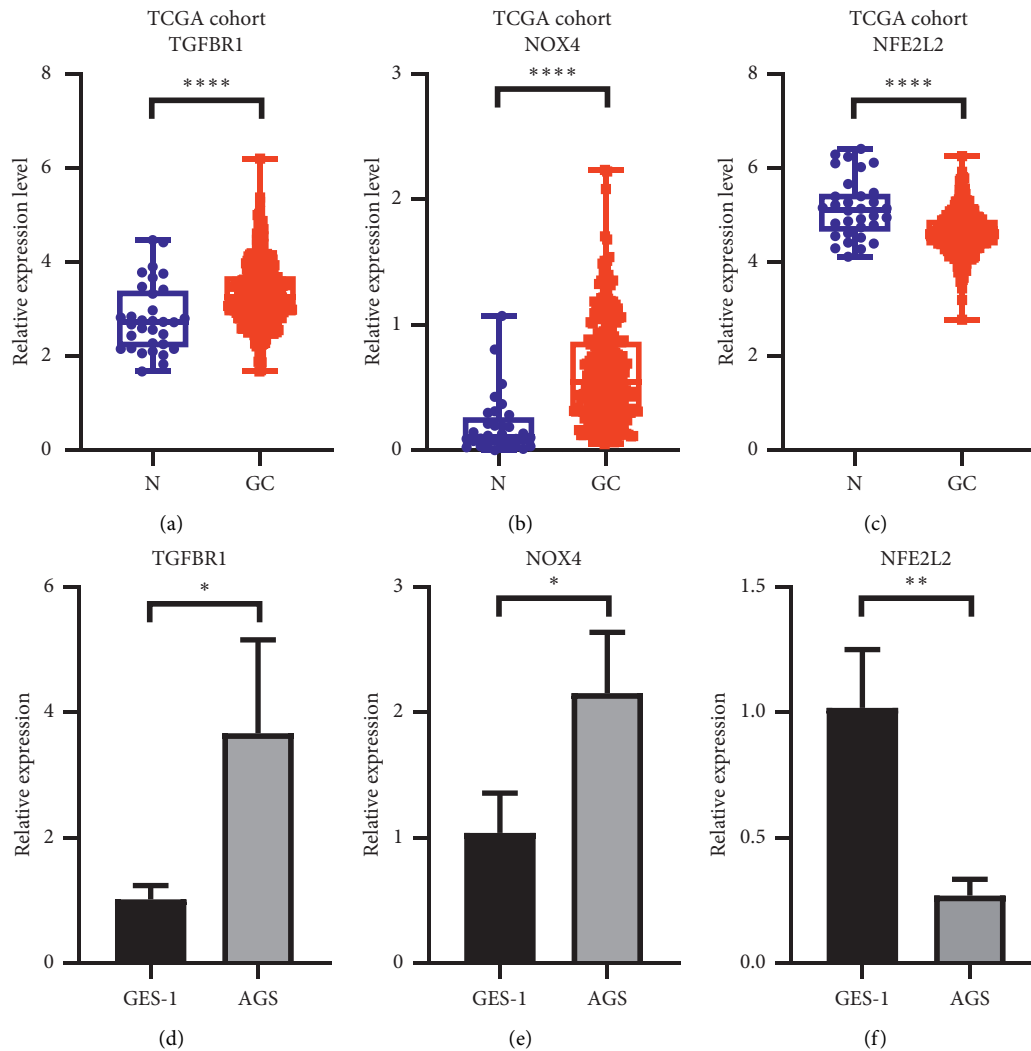 TCGA cohort
TGFBR1
****
Relative expression level
8
6
4
2
0
N
GC
(a)
TCGA cohort
NOX4
****
Relative expression level
3
2
1
0
N
GC
(b)
TCGA cohort
NFE2L2
****
Relative expression level
8
6
4
2
0
N
GC
(c)
TGFBR1
*
Relative expression
6
4
2
0
GES-1
AGS
(d)
NOX4
*
Relative expression
3
2
1
0
GES-1
AGS
(e)
NFE2L2
**
Relative expression
1.5
1.0
0.5
0.0
GES-1
AGS
(f)